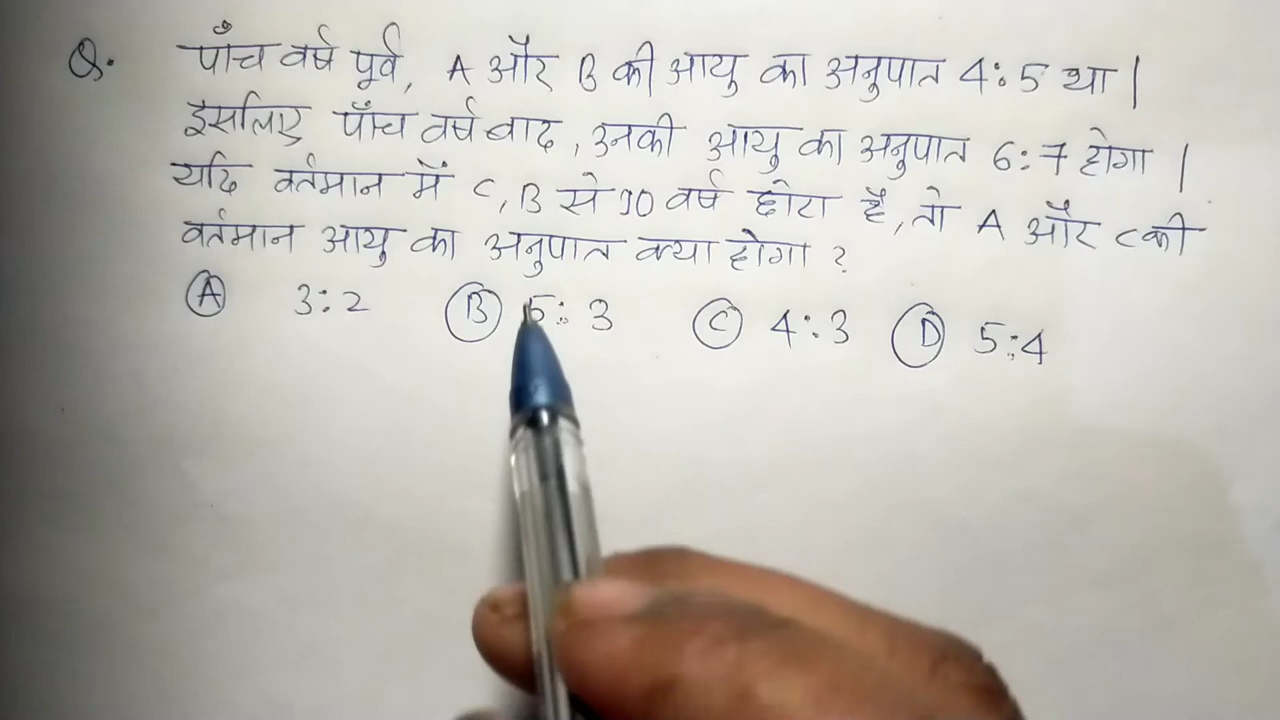 Q. पाँच वर्ष पूर्व, A और B की आयु का अनुपात 4:5 था |
इसलिए पाँच वर्ष बाद, उनकी आयु का अनुपात 6:7 होगा |
यदि वर्तमान में C, B से 10 वर्ष छोटा है, तो A और C की
वर्तमान आयु का अनुपात क्या होगा ?
A 3:2 B 5:3 C 4:3 D 5:4